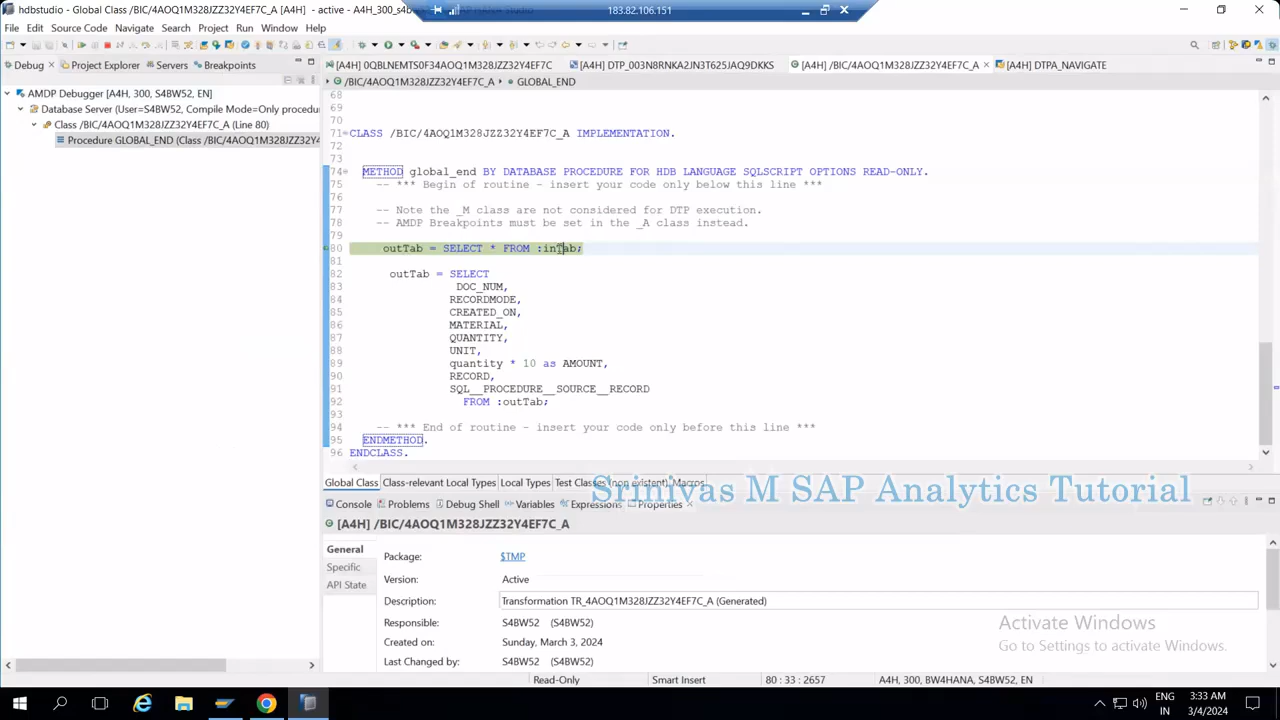 hdbstudio - Global Class /BIC/4AOQ1M328JZZ32Y4EF7C_A [A4H] - active - A4H_300_s4bw
183.82.106.151
File Edit Source Code Navigate Search Project Run Window Help
Debug Project Explorer Servers Breakpoints
[A4H] 0QBLNEMTS0F34AOQ1M328JZZ32Y4EF7C [A4H] DTP_003N8RNKA2JN3T625JAQ9DKKS [A4H] /BIC/4AOQ1M328JZZ32Y4EF7C_A [A4H] DTPA_NAVIGATE
/BIC/4AOQ1M328JZZ32Y4EF7C_A GLOBAL_END
AMDP Debugger [A4H, 300, S4BW52, EN]
Database Server (User=S4BW52, Compile Mode=Only procedur
Class /BIC/4AOQ1M328JZZ32Y4EF7C_A (Line 80)
Procedure GLOBAL_END (Class /BIC/4AOQ1M328JZZ32Y4
68
69
70
71 CLASS /BIC/4AOQ1M328JZZ32Y4EF7C_A IMPLEMENTATION.
72
73
74 METHOD global_end BY DATABASE PROCEDURE FOR HDB LANGUAGE SQLSCRIPT OPTIONS READ-ONLY.
75 -- *** Begin of routine - insert your code only below this line ***
76
77 -- Note the _M class are not considered for DTP execution.
78 -- AMDP Breakpoints must be set in the _A class instead.
79
80 outTab = SELECT * FROM :inTab;
81
82 outTab = SELECT
83 DOC_NUM,
84 RECORDMODE,
85 CREATED_ON,
86 MATERIAL,
87 QUANTITY,
88 UNIT,
89 quantity * 10 as AMOUNT,
90 RECORD,
91 SQL__PROCEDURE__SOURCE__RECORD
92 FROM :outTab;
93
94 -- *** End of routine - insert your code only before this line ***
95 ENDMETHOD.
96 ENDCLASS.
Global Class Class-relevant Local Types Local Types Test Classes (non existent) Macros
Srinivas M SAP Analytics Tutorial
Console Problems Debug Shell Variables Expressions Properties
[A4H] /BIC/4AOQ1M328JZZ32Y4EF7C_A
General
Specific
API State
Package: $TMP
Version: Active
Description: Transformation TR_4AOQ1M328JZZ32Y4EF7C_A (Generated)
Responsible: S4BW52 (S4BW52)
Created on: Sunday, March 3, 2024
Last Changed by: S4BW52 (S4BW52)
Activate Windows
Go to Settings to activate Windows.
Read-Only Smart Insert 80 : 33 : 2657 A4H, 300, BW4HANA, S4BW52, EN
ENG
IN
3:33 AM
3/4/2024